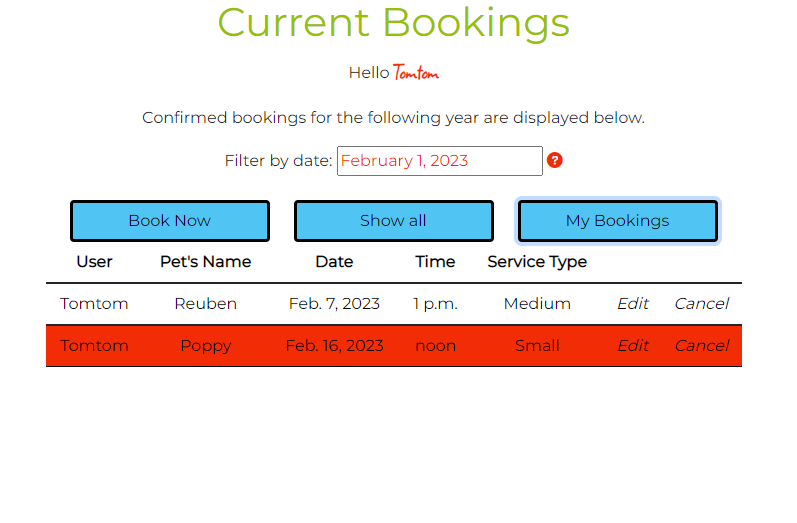 Current Bookings
Hello Tomtom
Confirmed bookings for the following year are displayed below.
Filter by date: February 1, 2023 ?
Book Now Show all My Bookings
User Pet's Name Date Time Service Type
Tomtom Reuben Feb. 7, 2023 1 p.m. Medium Edit Cancel
Tomtom Poppy Feb. 16, 2023 noon Small Edit Cancel